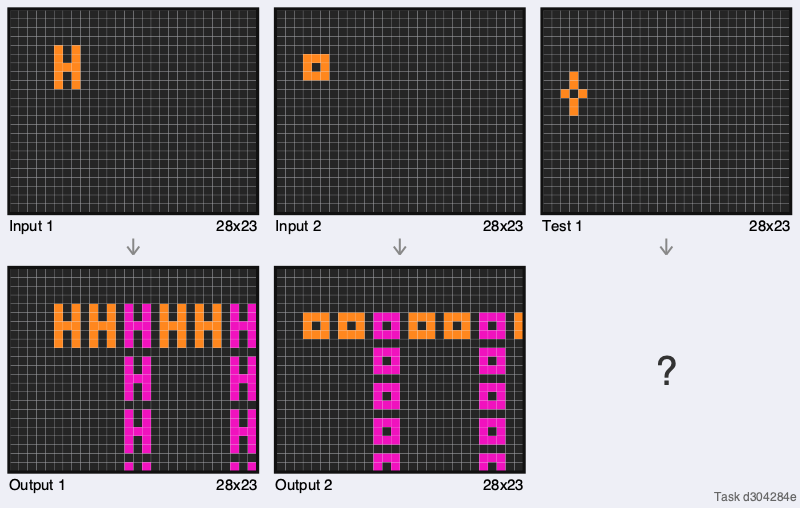 Input 1 28x23
Input 2 28x23
Test 1 28x23
Output 1 28x23
Output 2 28x23
?
Task d304284e